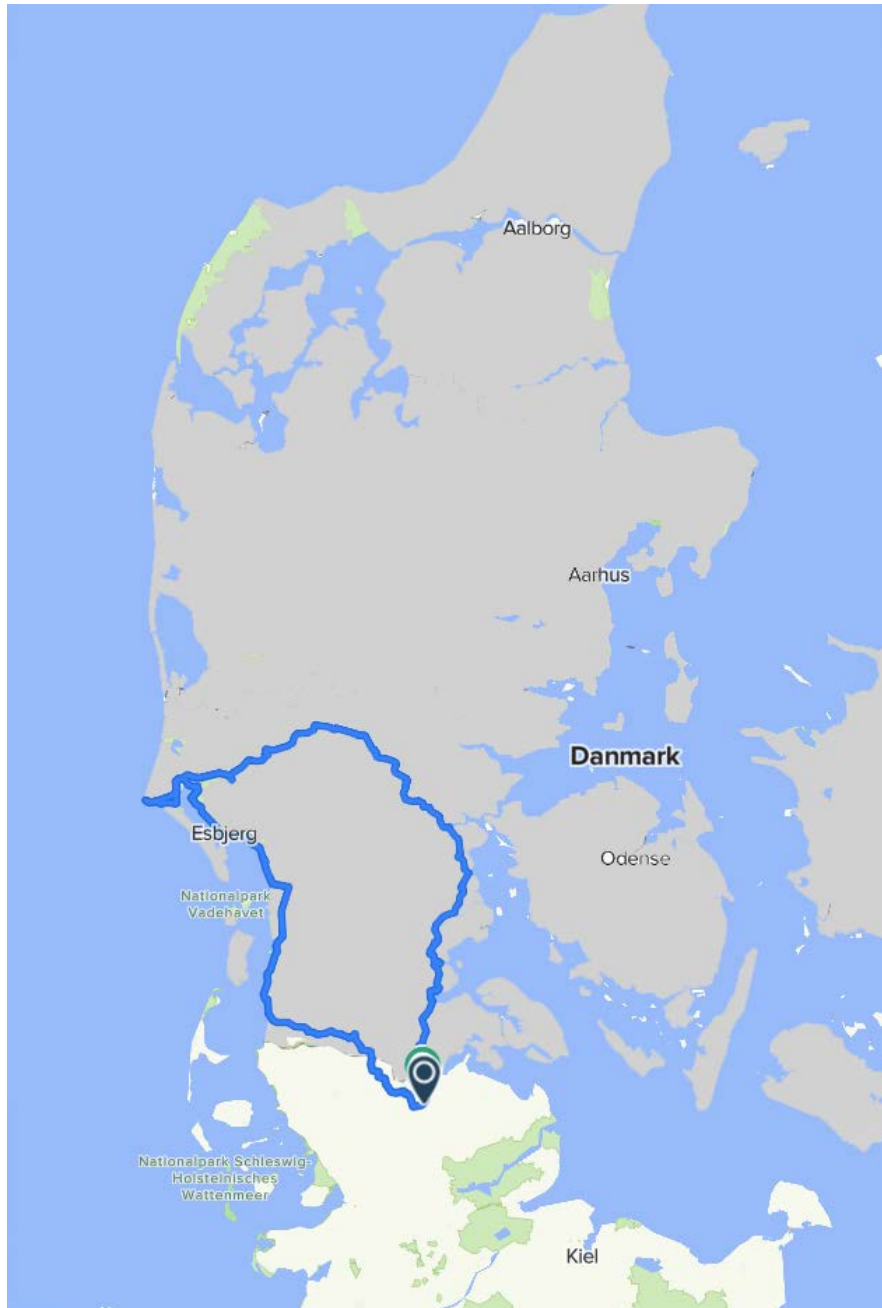 Aalborg
Aarhus
Danmark
Esbjerg
Odense
Nationalpark
Vadehavet
Nationalpark Schleswig-
Holsteinisches
Wattenmeer
Kiel